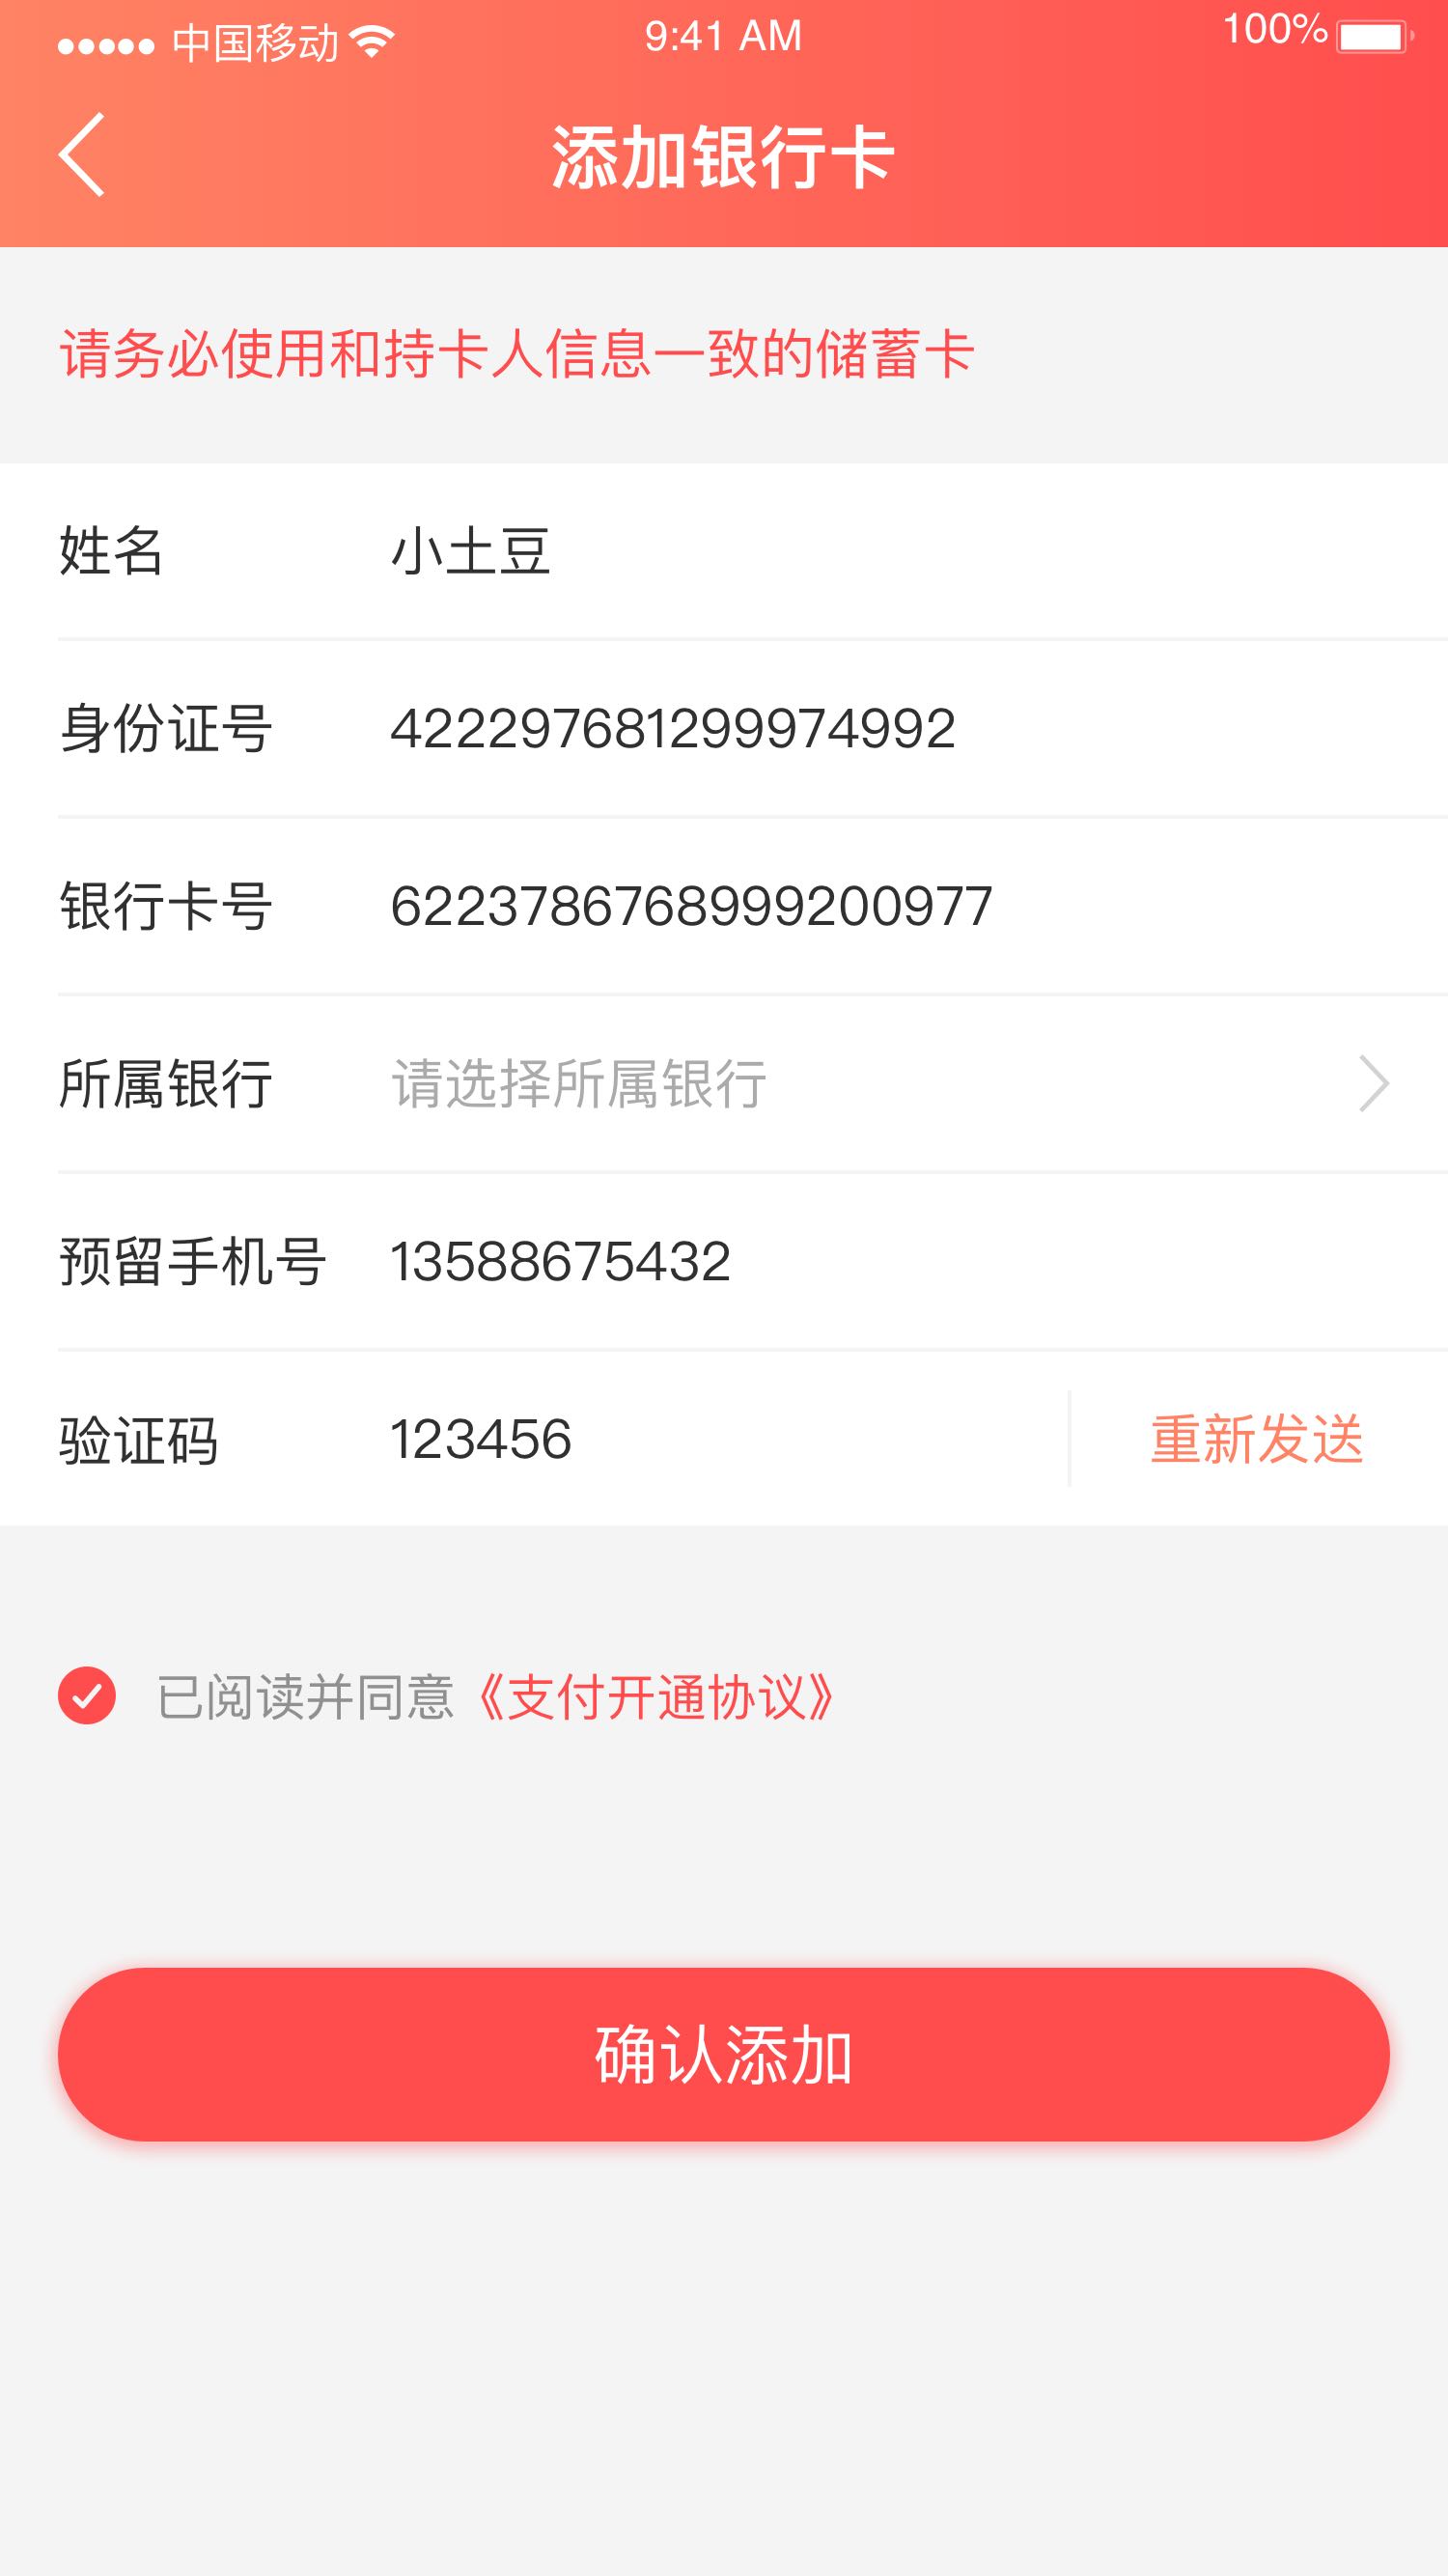 中国移动 9:41 AM 100%
添加银行卡
请务必使用和持卡人信息一致的储蓄卡
姓名 小土豆
身份证号 422297681299974992
银行卡号 6223786768999200977
所属银行 请选择所属银行
预留手机号 13588675432
验证码 123456 重新发送
已阅读并同意《支付开通协议》
确认添加